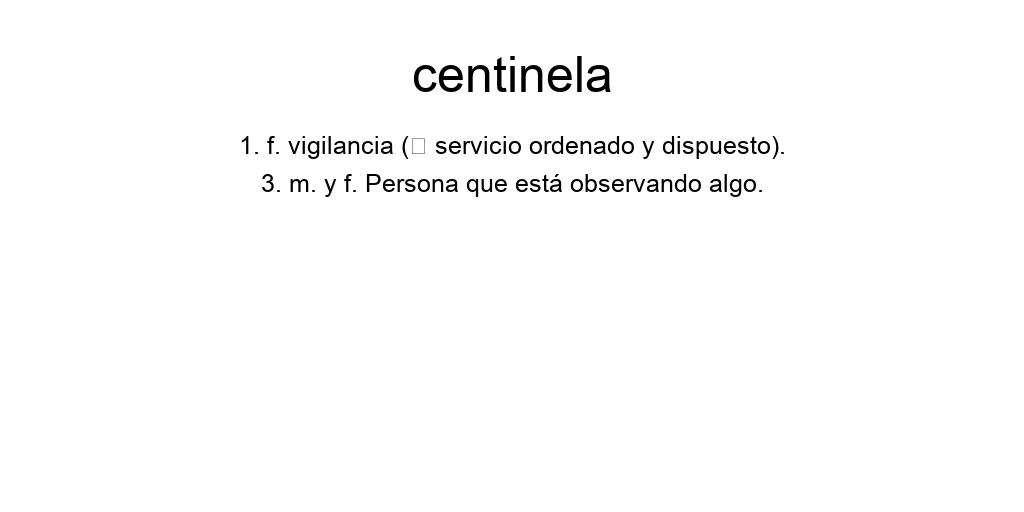 centinela
1. f. vigilancia (□ servicio ordenado y dispuesto).
3. m. y f. Persona que está observando algo.